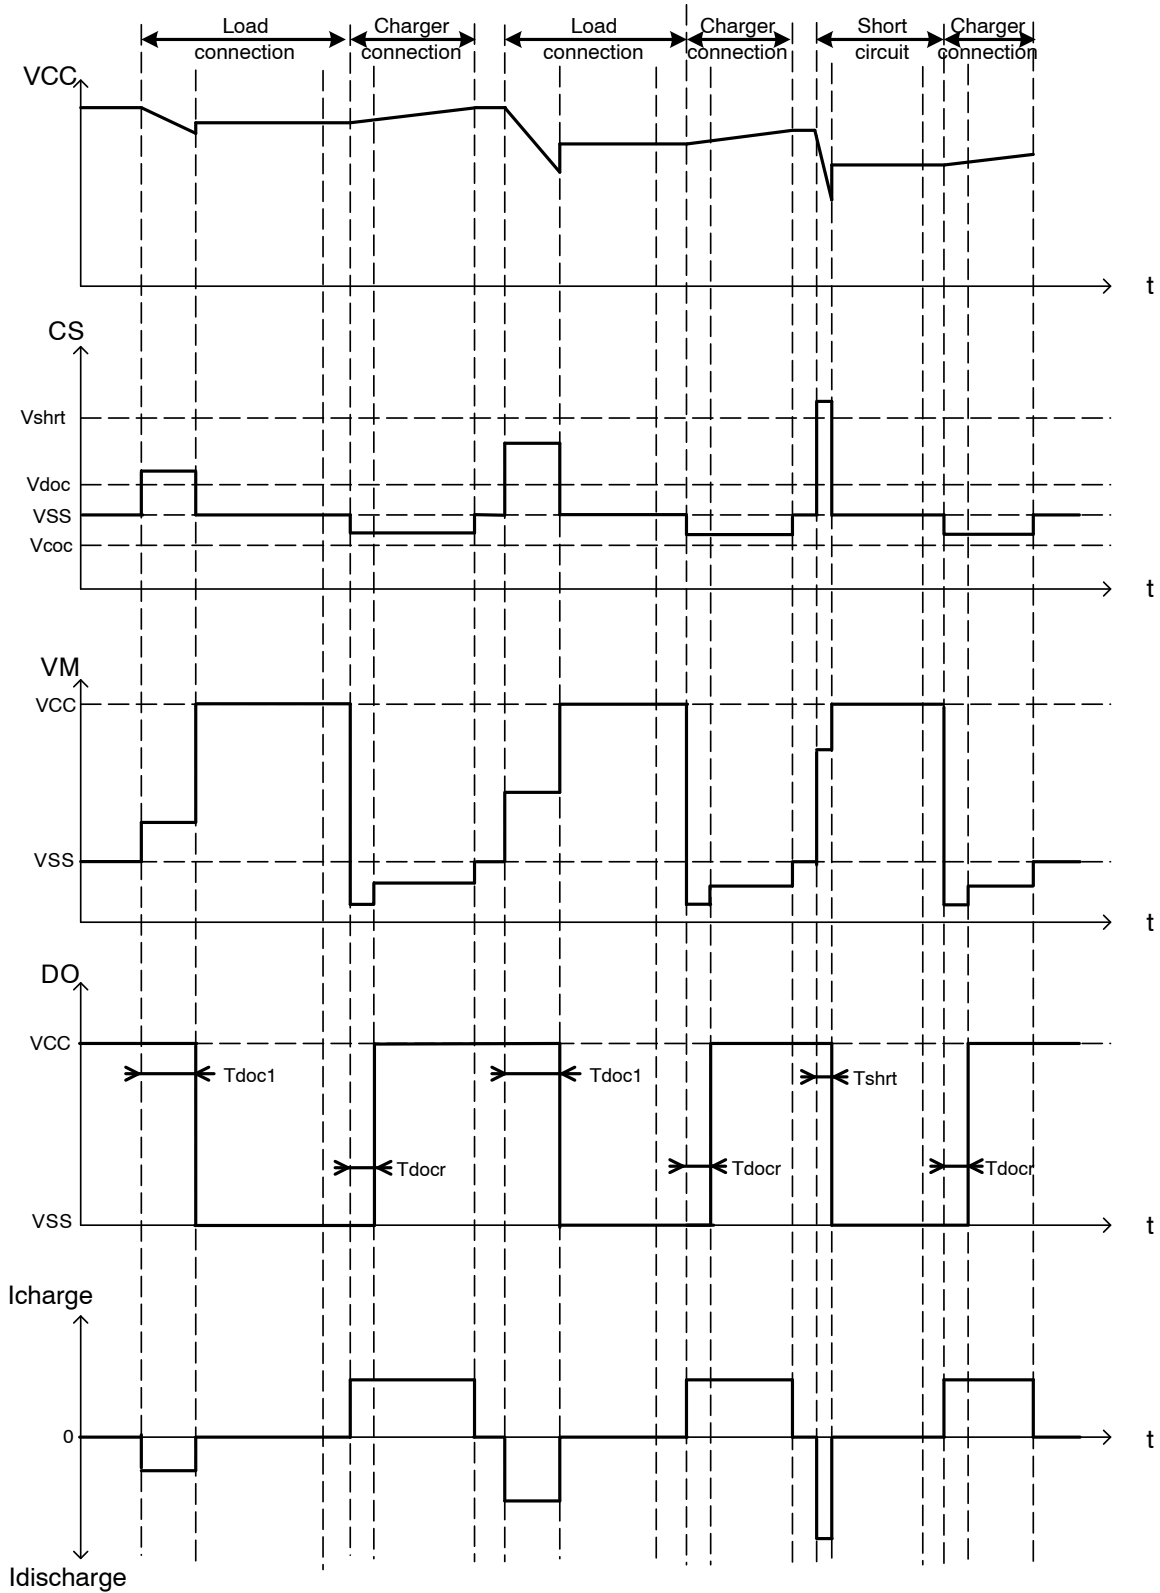 Load
connection
Charger
connection
Load
connection
Charger
connection
Short
circuit
Charger
connection
VCC
t
CS
Vshrt
Vdoc
VSS
Vcoc
t
VM
VCC
VSS
t
DO
VCC
Tdoc1
Tdoc1
Tshrt
Tdocr
Tdocr
Tdocr
VSS
t
Icharge
0
t
Idischarge